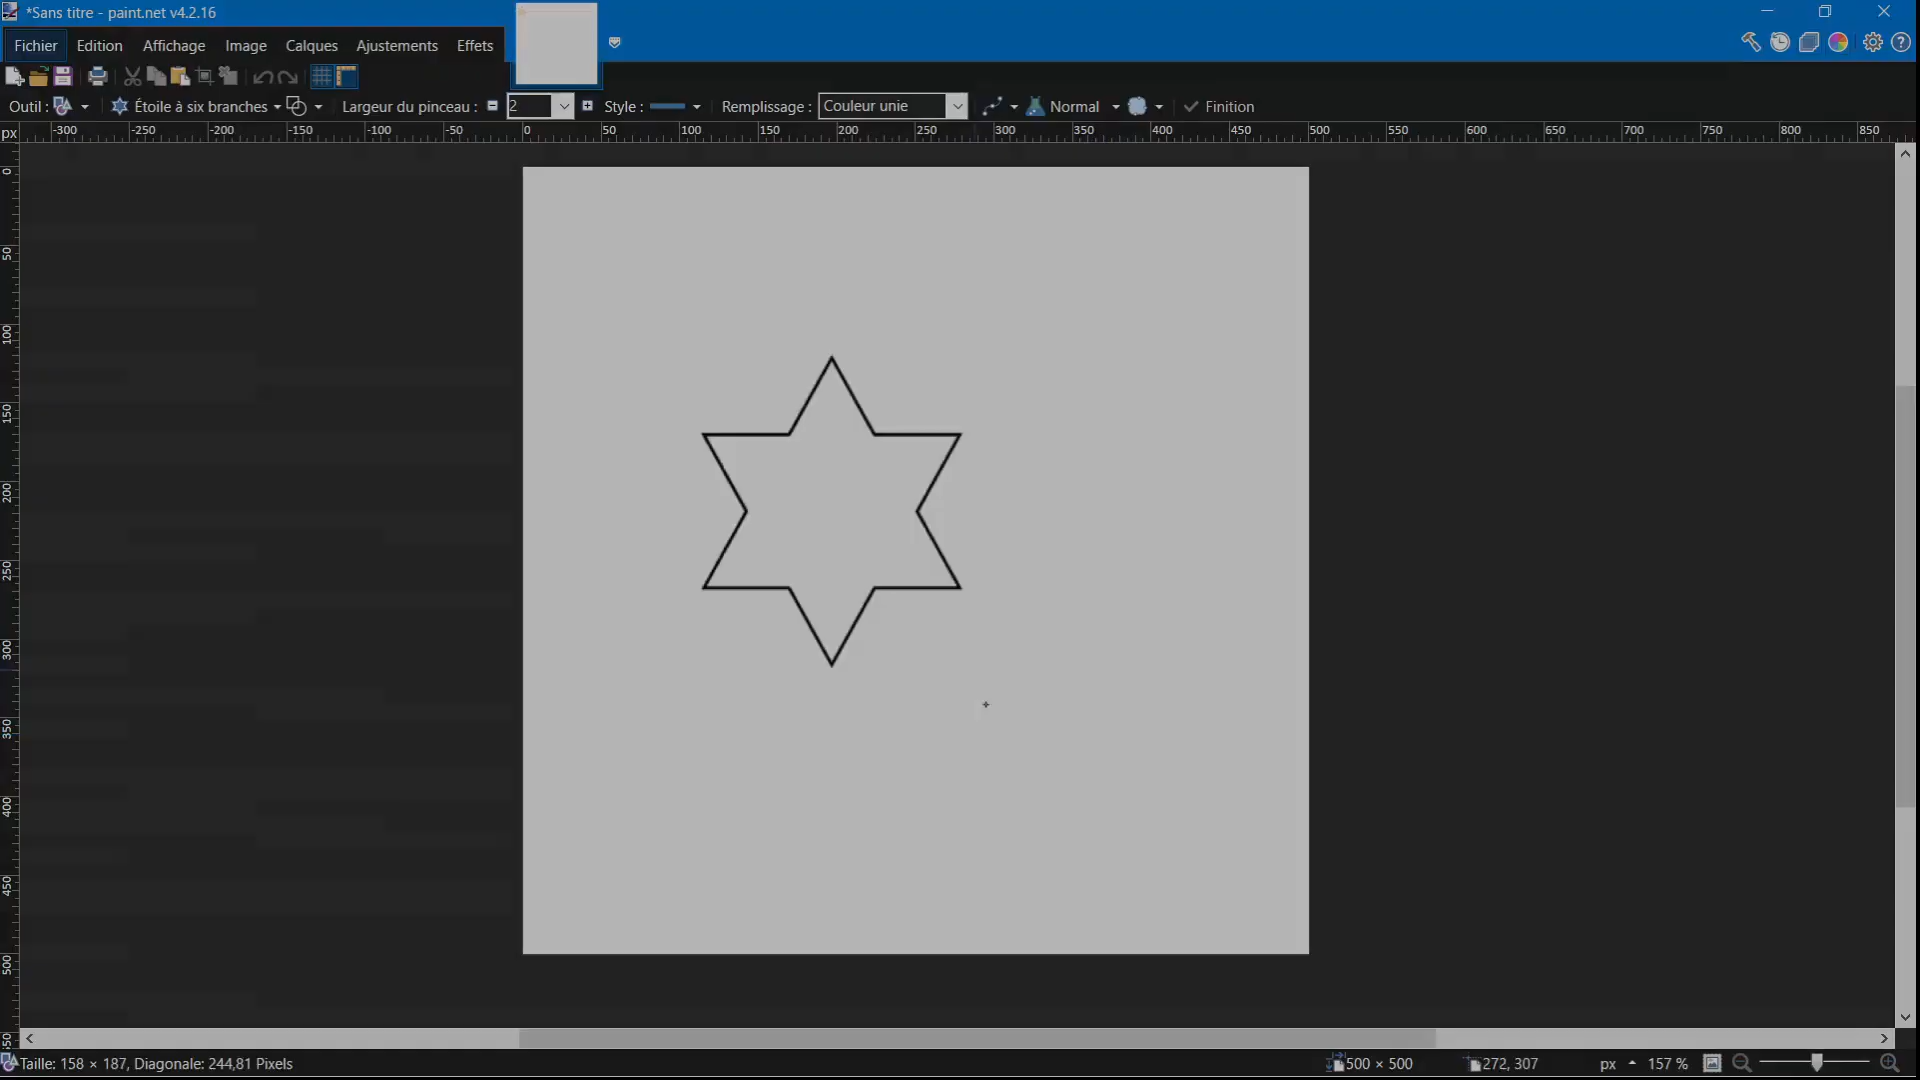 *Sans titre - paint.net v4.2.16
Fichier Edition Affichage Image Calques Ajustements Effets
Outil : Étoile à six branches Largeur du pinceau : 2 Style : Remplissage : Couleur unie Normal Finition
px -300 -250 -200 -150 -100 -50 0 50 100 150 200 250 300 350 400 450 500 550 600 650 700 750 800 850
0
50
100
150
200
250
300
350
400
450
500
Taille: 158 × 187, Diagonale: 244,81 Pixels 500 × 500 272, 307 px 157 %